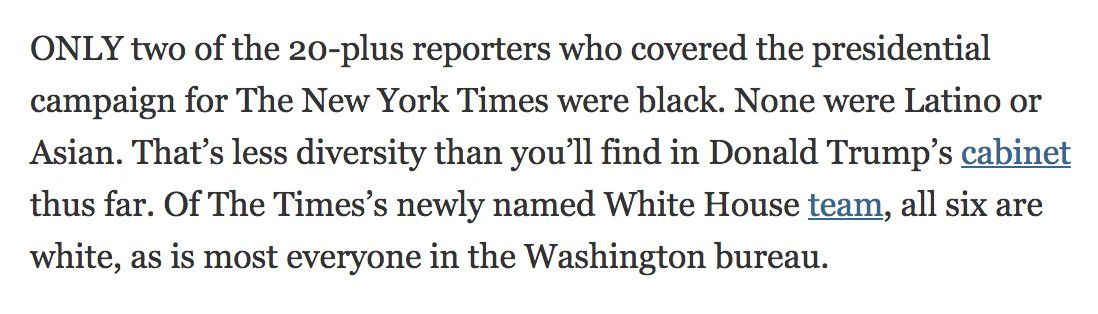 ONLY two of the 20-plus reporters who covered the presidential
campaign for The New York Times were black. None were Latino or
Asian. That’s less diversity than you’ll find in Donald Trump’s cabinet
thus far. Of The Times’s newly named White House team, all six are
white, as is most everyone in the Washington bureau.